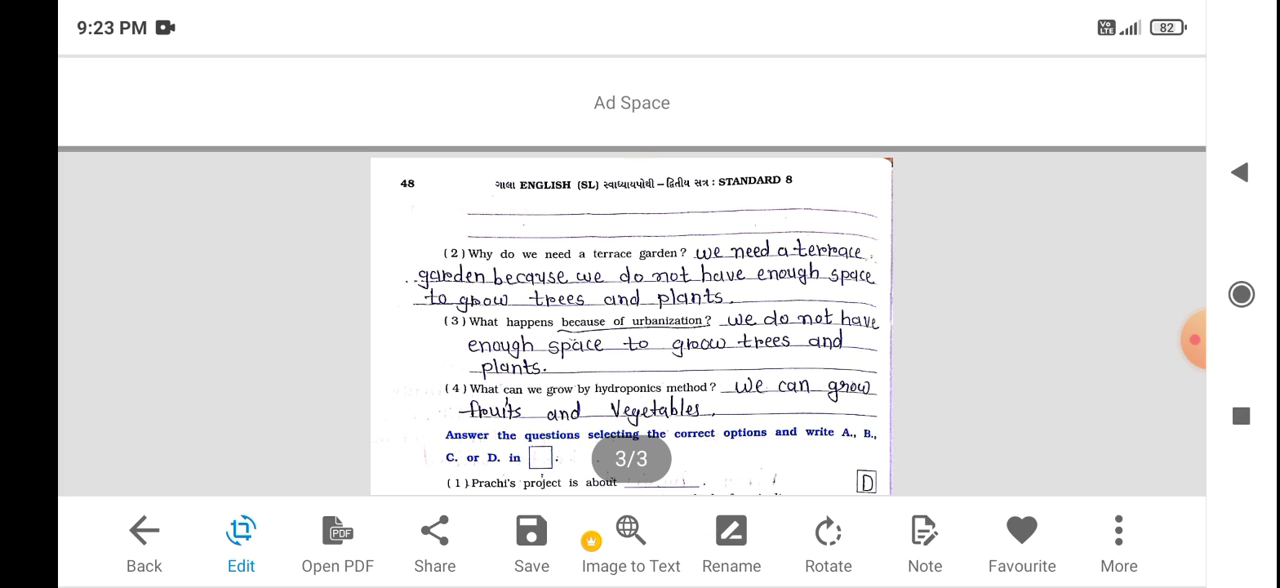 9:23 PM
Vo LTE 82
Ad Space
48 ગાલા ENGLISH (SL) સ્વાધ્યાયપોથી – દ્વિતીય સત્ર : STANDARD 8
(2) Why do we need a terrace garden? we need a terrace
garden because we do not have enough space
to grow trees and plants.
(3) What happens because of urbanization? we do not have
enough space to grow trees and
plants.
(4) What can we grow by hydroponics method? we can grow
fruits and Vegetables.
Answer the questions selecting the correct options and write A., B.,
C. or D. in .
3/3
(1) Prachi's project is about ________. D
PDF
Back Edit Open PDF Share Save Image to Text Rename Rotate Note Favourite More